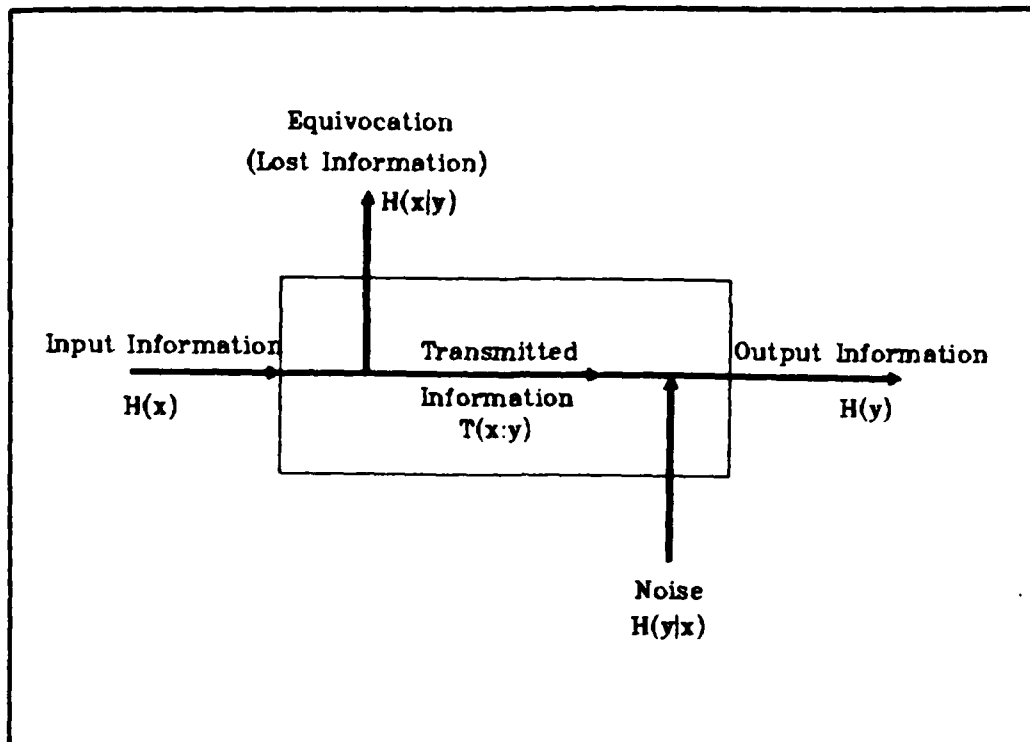 Equivocation
(Lost Information)
H(x|y)
Input Information
Transmitted
Output Information
H(x)
Information
T(x:y)
H(y)
Noise
H(y|x)